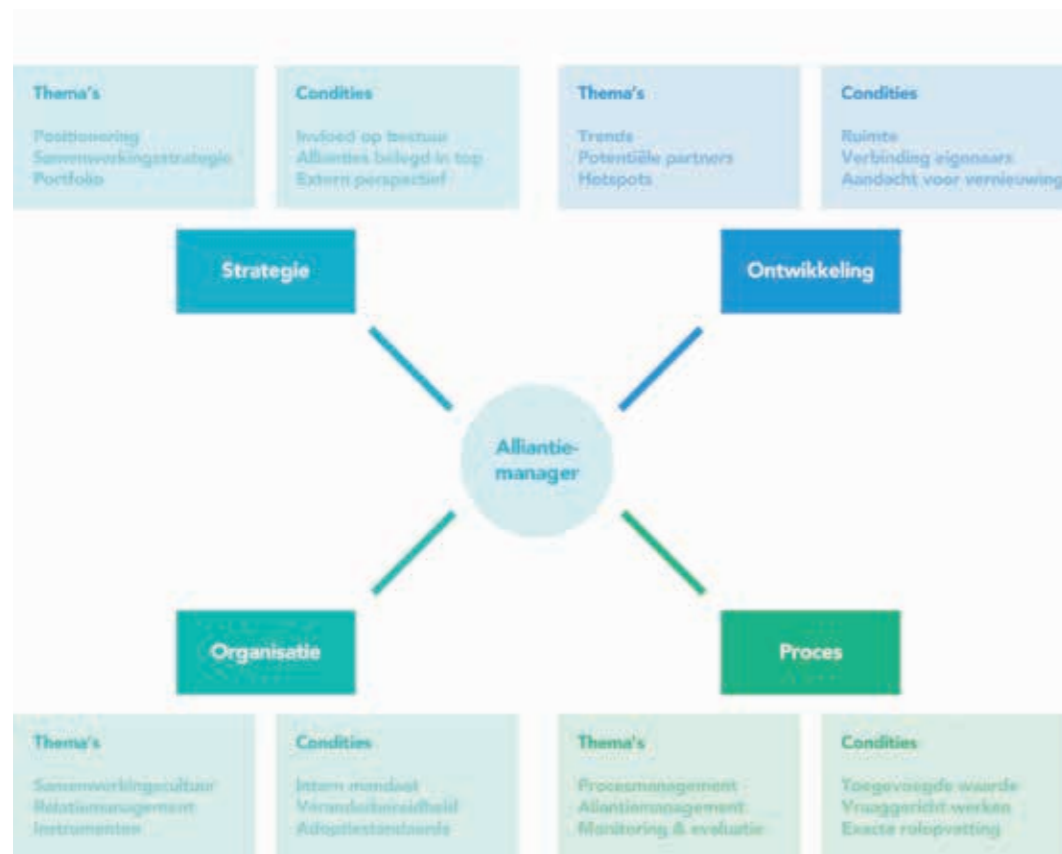 Thema's
Positionering
Samenwerkingsstrategie
Portfolio
Condities
Invloed op bestuur
Allianties belegd in top
Extern perspectief
Thema's
Trends
Potentiële partners
Hotspots
Condities
Ruimte
Verbinding eigenaars
Aandacht voor vernieuwing
Strategie
Ontwikkeling
Alliantie-
manager
Organisatie
Proces
Thema's
Samenwerkingscultuur
Relatiemanagement
Instrumenten
Condities
Intern mandaat
Veranderbereidheid
Adoptiestandaarde
Thema's
Procesmanagement
Alliantiemanagement
Monitoring & evaluatie
Condities
Toegevoegde waarde
Vraaggericht werken
Exacte rolopvatting